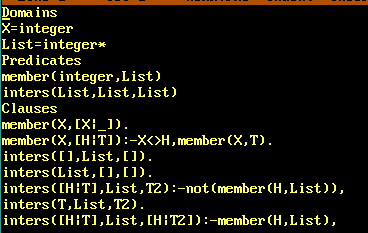 Domains
X=integer
List=integer*
Predicates
member(integer,List)
inters(List,List,List)
Clauses
member(X,[X|_]).
member(X,[H|T]):-X<>H,member(X,T).
inters([],List,[]).
inters(List,[],[]).
inters([H|T],List,T2):-not(member(H,List)),
inters(T,List,T2).
inters([H|T],List,[H|T2]):-member(H,List),